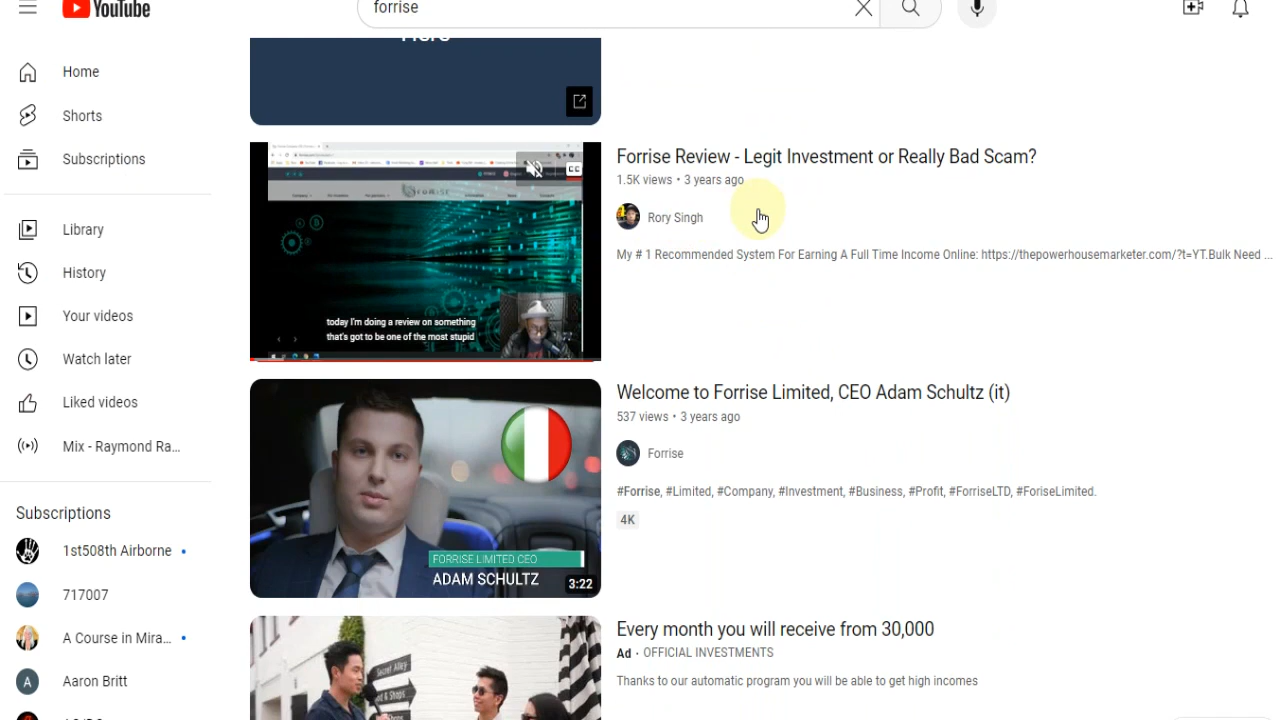 YouTube
forrise
Home
Shorts
Subscriptions
Library
History
Your videos
Watch later
Liked videos
Mix - Raymond Ra...
Subscriptions
1st508th Airborne
717007
A Course in Mira...
Aaron Britt
Forrise Review - Legit Investment or Really Bad Scam?
1.5K views • 3 years ago
Rory Singh
My # 1 Recommended System For Earning A Full Time Income Online: https://thepowerhousemarketer.com/?t=YT.Bulk Need ...
CC
today I'm doing a review on something
that's got to be one of the most stupid
Welcome to Forrise Limited, CEO Adam Schultz (it)
537 views • 3 years ago
Forrise
#Forrise, #Limited, #Company, #Investment, #Business, #Profit, #ForriseLTD, #ForiseLimited.
4K
FORRISE LIMITED CEO
ADAM SCHULTZ
3:22
Every month you will receive from 30,000
Ad · OFFICIAL INVESTMENTS
Thanks to our automatic program you will be able to get high incomes
Secret Alley